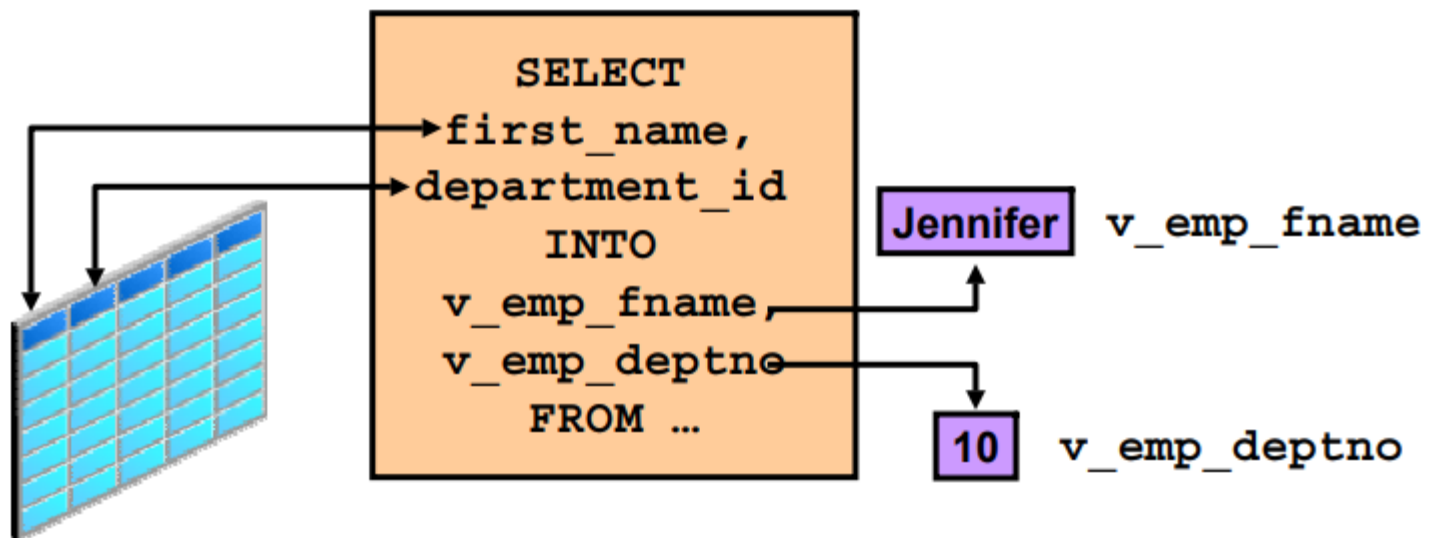 SELECT
first_name,
department_id
INTO
v_emp_fname,
v_emp_deptno
FROM …
Jennifer v_emp_fname
10 v_emp_deptno